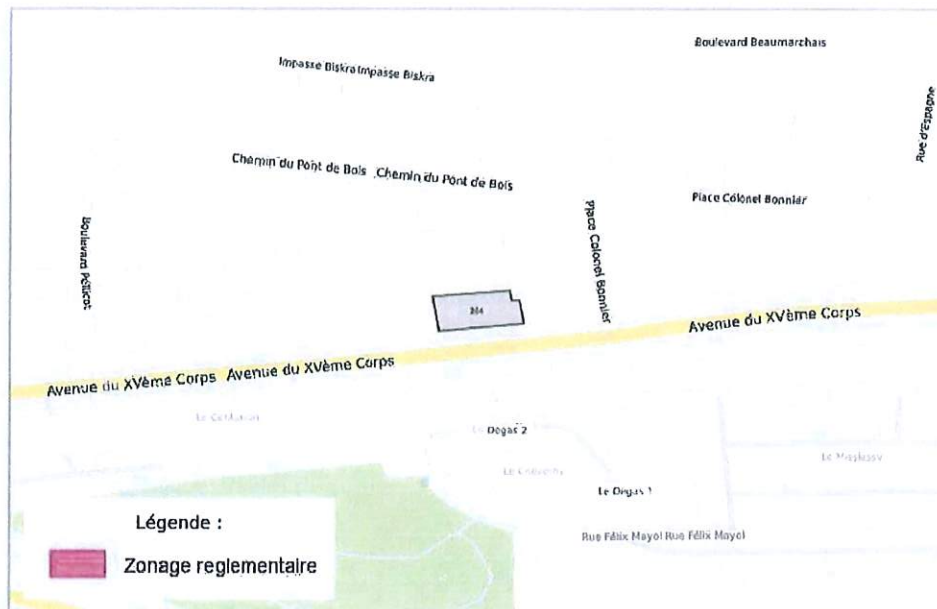 Boulevard Beaumarchais
Impasse Biskra Impasse Biskra
Rue d'Espagne
Chemin du Pont de Bois Chemin du Pont de Bois
Place Colonel Bonnier
Place Colonel Bonnier
Boulevard Pellicot
Avenue du XVème Corps
Avenue du XVème Corps Avenue du XVème Corps
Le Degas 2
Le Degas 1
Rue Félix Mayol Rue Félix Mayol
Légende :
Zonage reglementaire